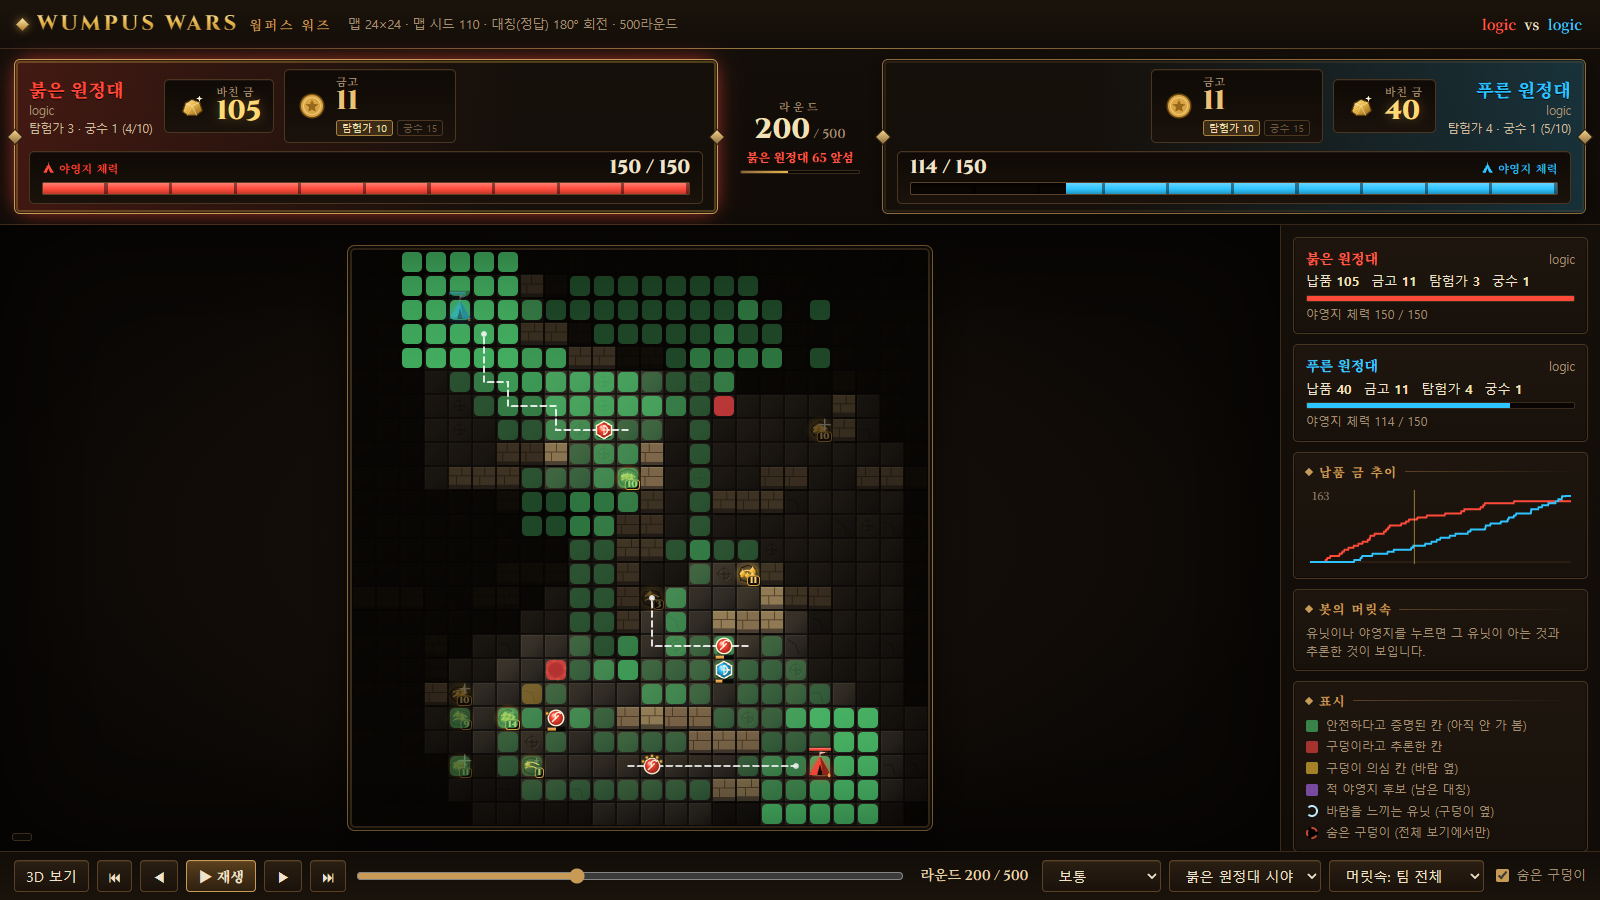 WUMPUS WARS 웜퍼스 워즈 맵 24×24 · 맵 시드 110 · 대칭(정답) 180° 회전 · 500라운드
logic vs logic
붉은 원정대
logic
탐험가 3 · 궁수 1 (4/10)
바친 금
105
금고
11
탐험가 10 궁수 15
야영지 체력
150 / 150
라운드
200 / 500
붉은 원정대 65 앞섬
금고
11
탐험가 10 궁수 15
바친 금
40
푸른 원정대
logic
탐험가 4 · 궁수 1 (5/10)
114 / 150
야영지 체력
10
10
11
10
9
14
붉은 원정대 logic
납품 105 금고 11 탐험가 3 궁수 1
야영지 체력 150 / 150
푸른 원정대 logic
납품 40 금고 11 탐험가 4 궁수 1
야영지 체력 114 / 150
납품 금 추이
163
봇의 머릿속
유닛이나 야영지를 누르면 그 유닛이 아는 것과
추론한 것이 보입니다.
표시
안전하다고 증명된 칸 (아직 안 가 봄)
구덩이라고 추론한 칸
구덩이 의심 칸 (바람 옆)
적 야영지 후보 (남은 대칭)
바람을 느끼는 유닛 (구덩이 옆)
숨은 구덩이 (전체 보기에서만)
3D 보기 재생 라운드 200 / 500 보통 붉은 원정대 시야 머릿속: 팀 전체 숨은 구덩이